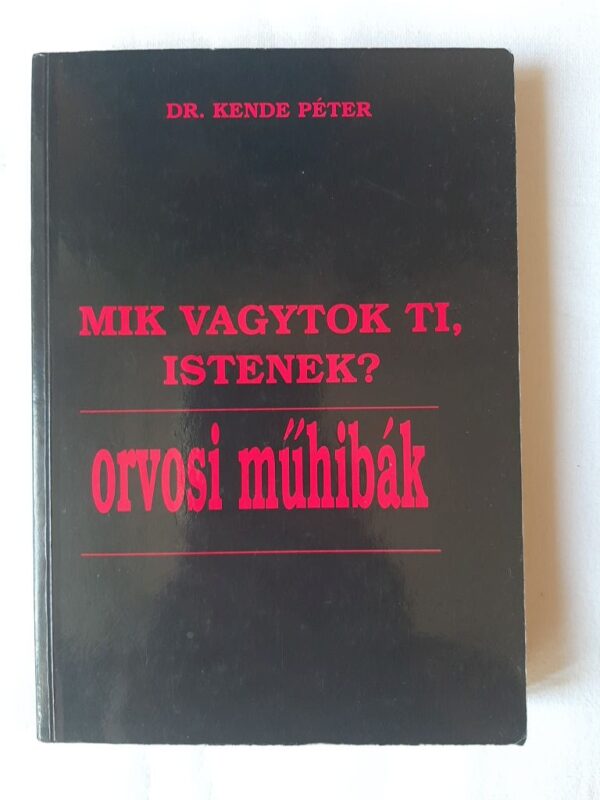 DR. KENDE PÉTER
MIK VAGYTOK TI,
ISTENEK?
orvosi műhibák